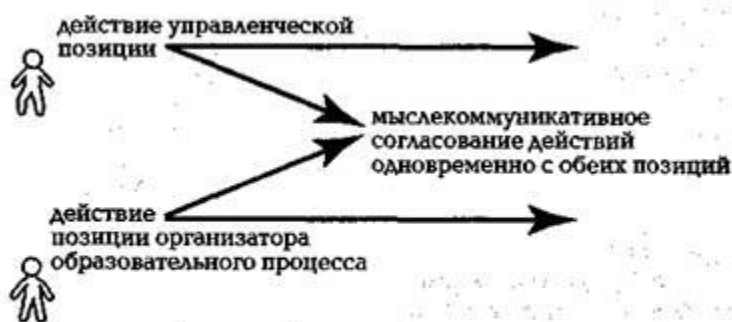 действие управленческой
позиции
мыслекоммуникативное
согласование действий
одновременно с обеих позиций
действие
позиции организатора
образовательного процесса